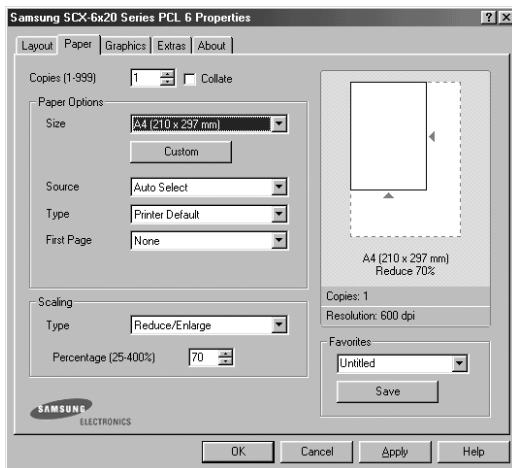 Samsung SCX-6x20 Series PCL 6 Properties
Layout Paper Graphics Extras About
Copies (1-999) 1 Collate
Paper Options
Size A4 (210 x 297 mm)
Custom
Source Auto Select
Type Printer Default
First Page None
A4 (210 x 297 mm)
Reduce 70%
Copies: 1
Resolution: 600 dpi
Scaling
Type Reduce/Enlarge
Percentage (25-400%) 70
Favorites
Untitled
Save
SAMSUNG
ELECTRONICS
OK Cancel Apply Help